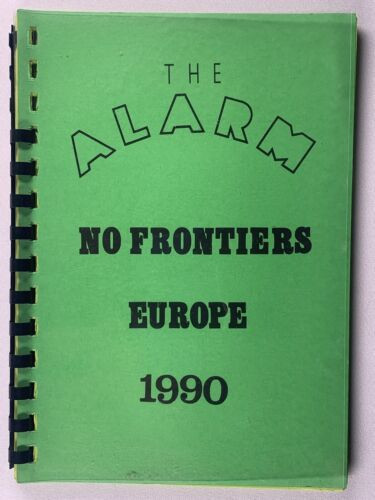 THE
ALARM
NO FRONTIERS
EUROPE
1990